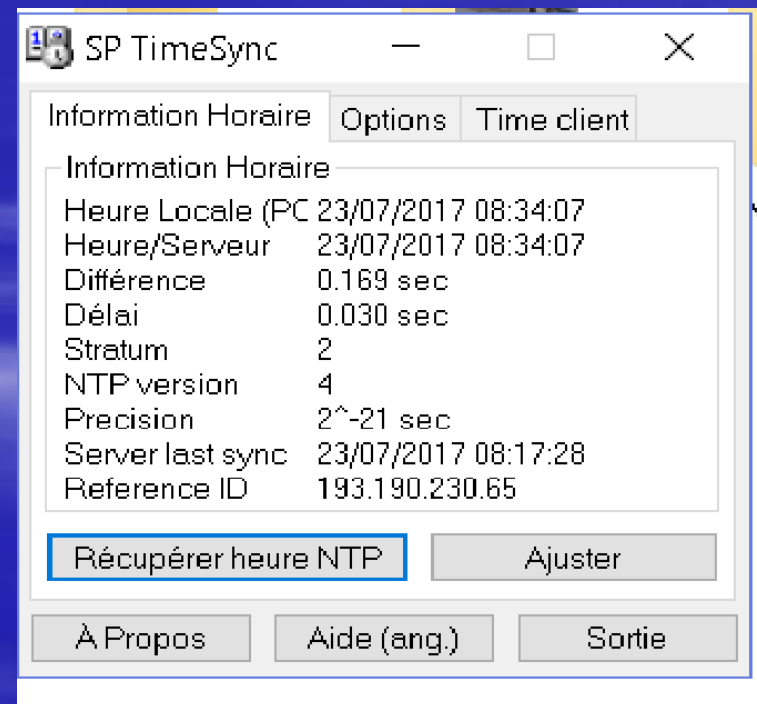 SP TimeSync
Information Horaire Options Time client
Information Horaire
Heure Locale (PC 23/07/2017 08:34:07
Heure/Serveur 23/07/2017 08:34:07
Différence 0.169 sec
Délai 0.030 sec
Stratum 2
NTP version 4
Precision 2^-21 sec
Server last sync 23/07/2017 08:17:28
Reference ID 193.190.230.65
Récupérer heure NTP Ajuster
À Propos Aide (ang.) Sortie